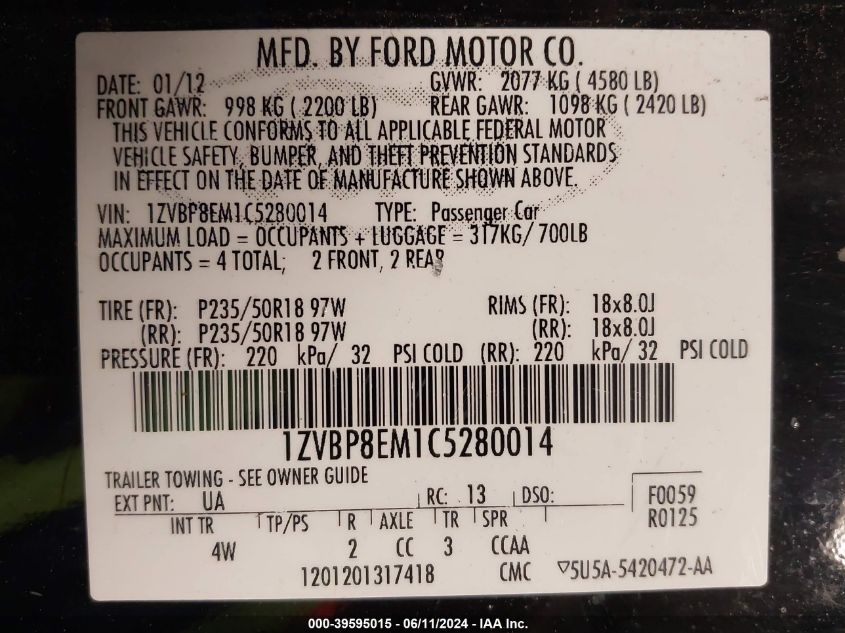 MFD. BY FORD MOTOR CO.
DATE: 01/12 GVWR: 2077 KG ( 4580 LB)
FRONT GAWR: 998 KG ( 2200 LB) REAR GAWR: 1098 KG ( 2420 LB)
THIS VEHICLE CONFORMS TO ALL APPLICABLE FEDERAL MOTOR
VEHICLE SAFETY, BUMPER, AND THEFT PREVENTION STANDARDS
IN EFFECT ON THE DATE OF MANUFACTURE SHOWN ABOVE.
VIN: 1ZVBP8EM1C5280014 TYPE: Passenger Car
MAXIMUM LOAD = OCCUPANTS + LUGGAGE = 317KG/ 700LB
OCCUPANTS = 4 TOTAL; 2 FRONT, 2 REAR
TIRE (FR): P235/50R18 97W RIMS (FR): 18x8.0J
(RR): P235/50R18 97W (RR): 18x8.0J
PRESSURE (FR): 220 kPa/ 32 PSI COLD (RR): 220 kPa/ 32 PSI COLD
1ZVBP8EM1C5280014
TRAILER TOWING - SEE OWNER GUIDE
EXT PNT: UA RC: 13 DSO: F0059
INT TR TP/PS R AXLE TR SPR R0125
4W 2 CC 3 CCAA
1201201317418 CMC ▽5U5A-5420472-AA
000-39595015 - 06/11/2024 - IAA Inc.